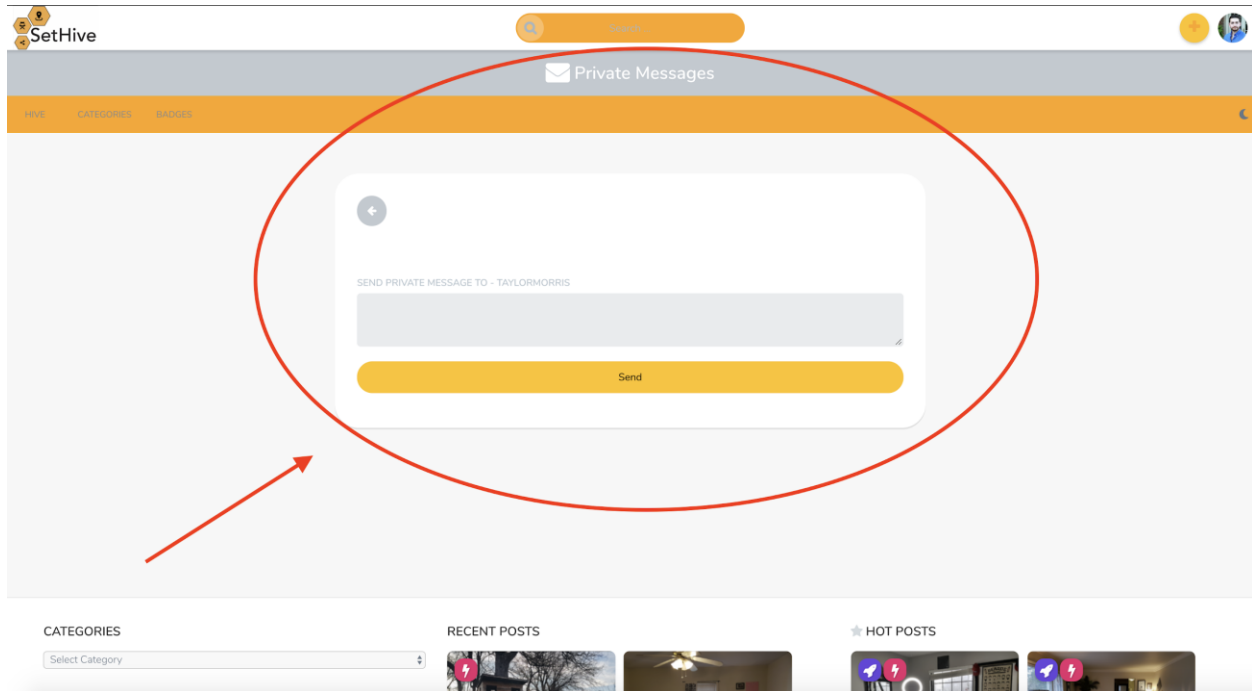 SetHive
Search
Private Messages
HIVE CATEGORIES BADGES
SEND PRIVATE MESSAGE TO - TAYLORMORRIS
Send
CATEGORIES
RECENT POSTS
HOT POSTS
Select Category